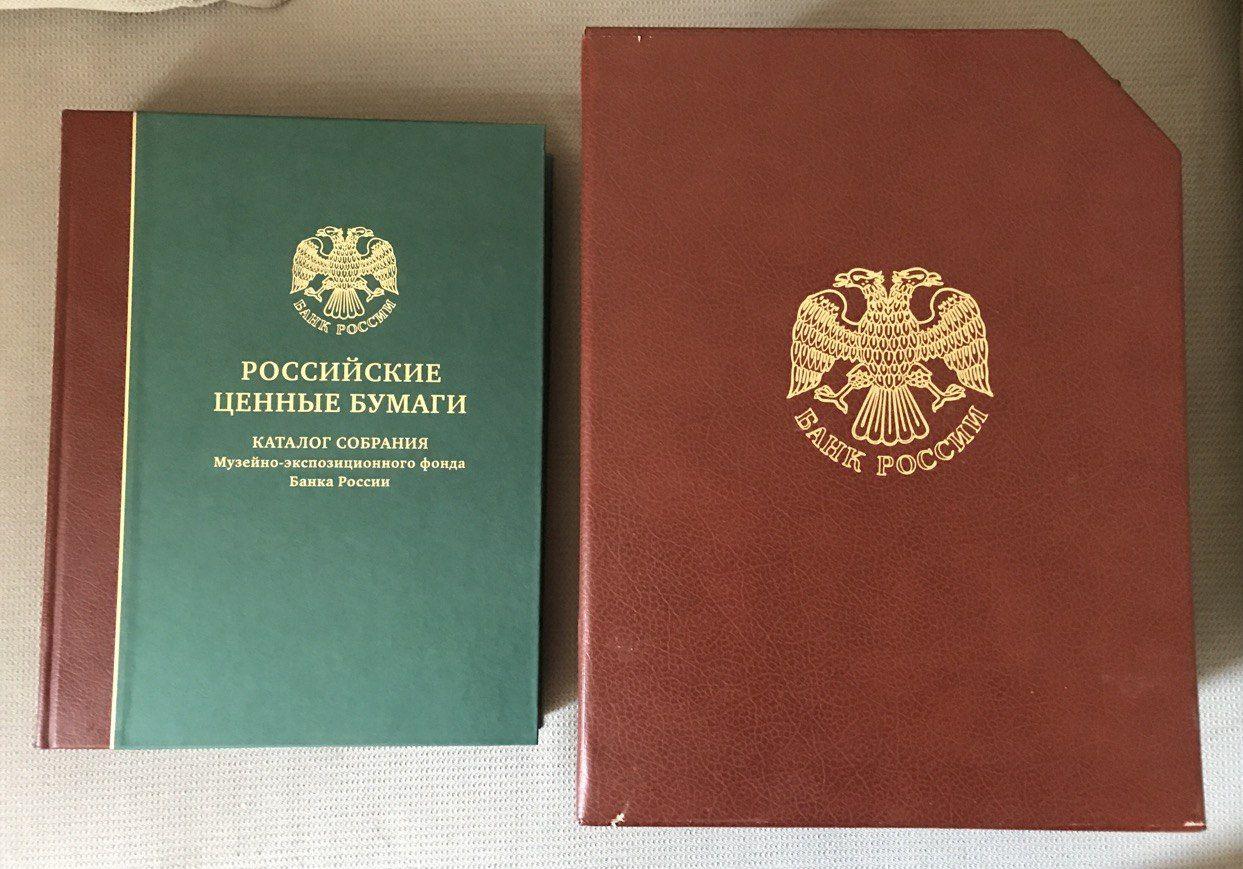 БАНК РОССИИ
РОССИЙСКИЕ
ЦЕННЫЕ БУМАГИ
КАТАЛОГ СОБРАНИЯ
Музейно-экспозиционного фонда
Банка России
БАНК РОССИИ